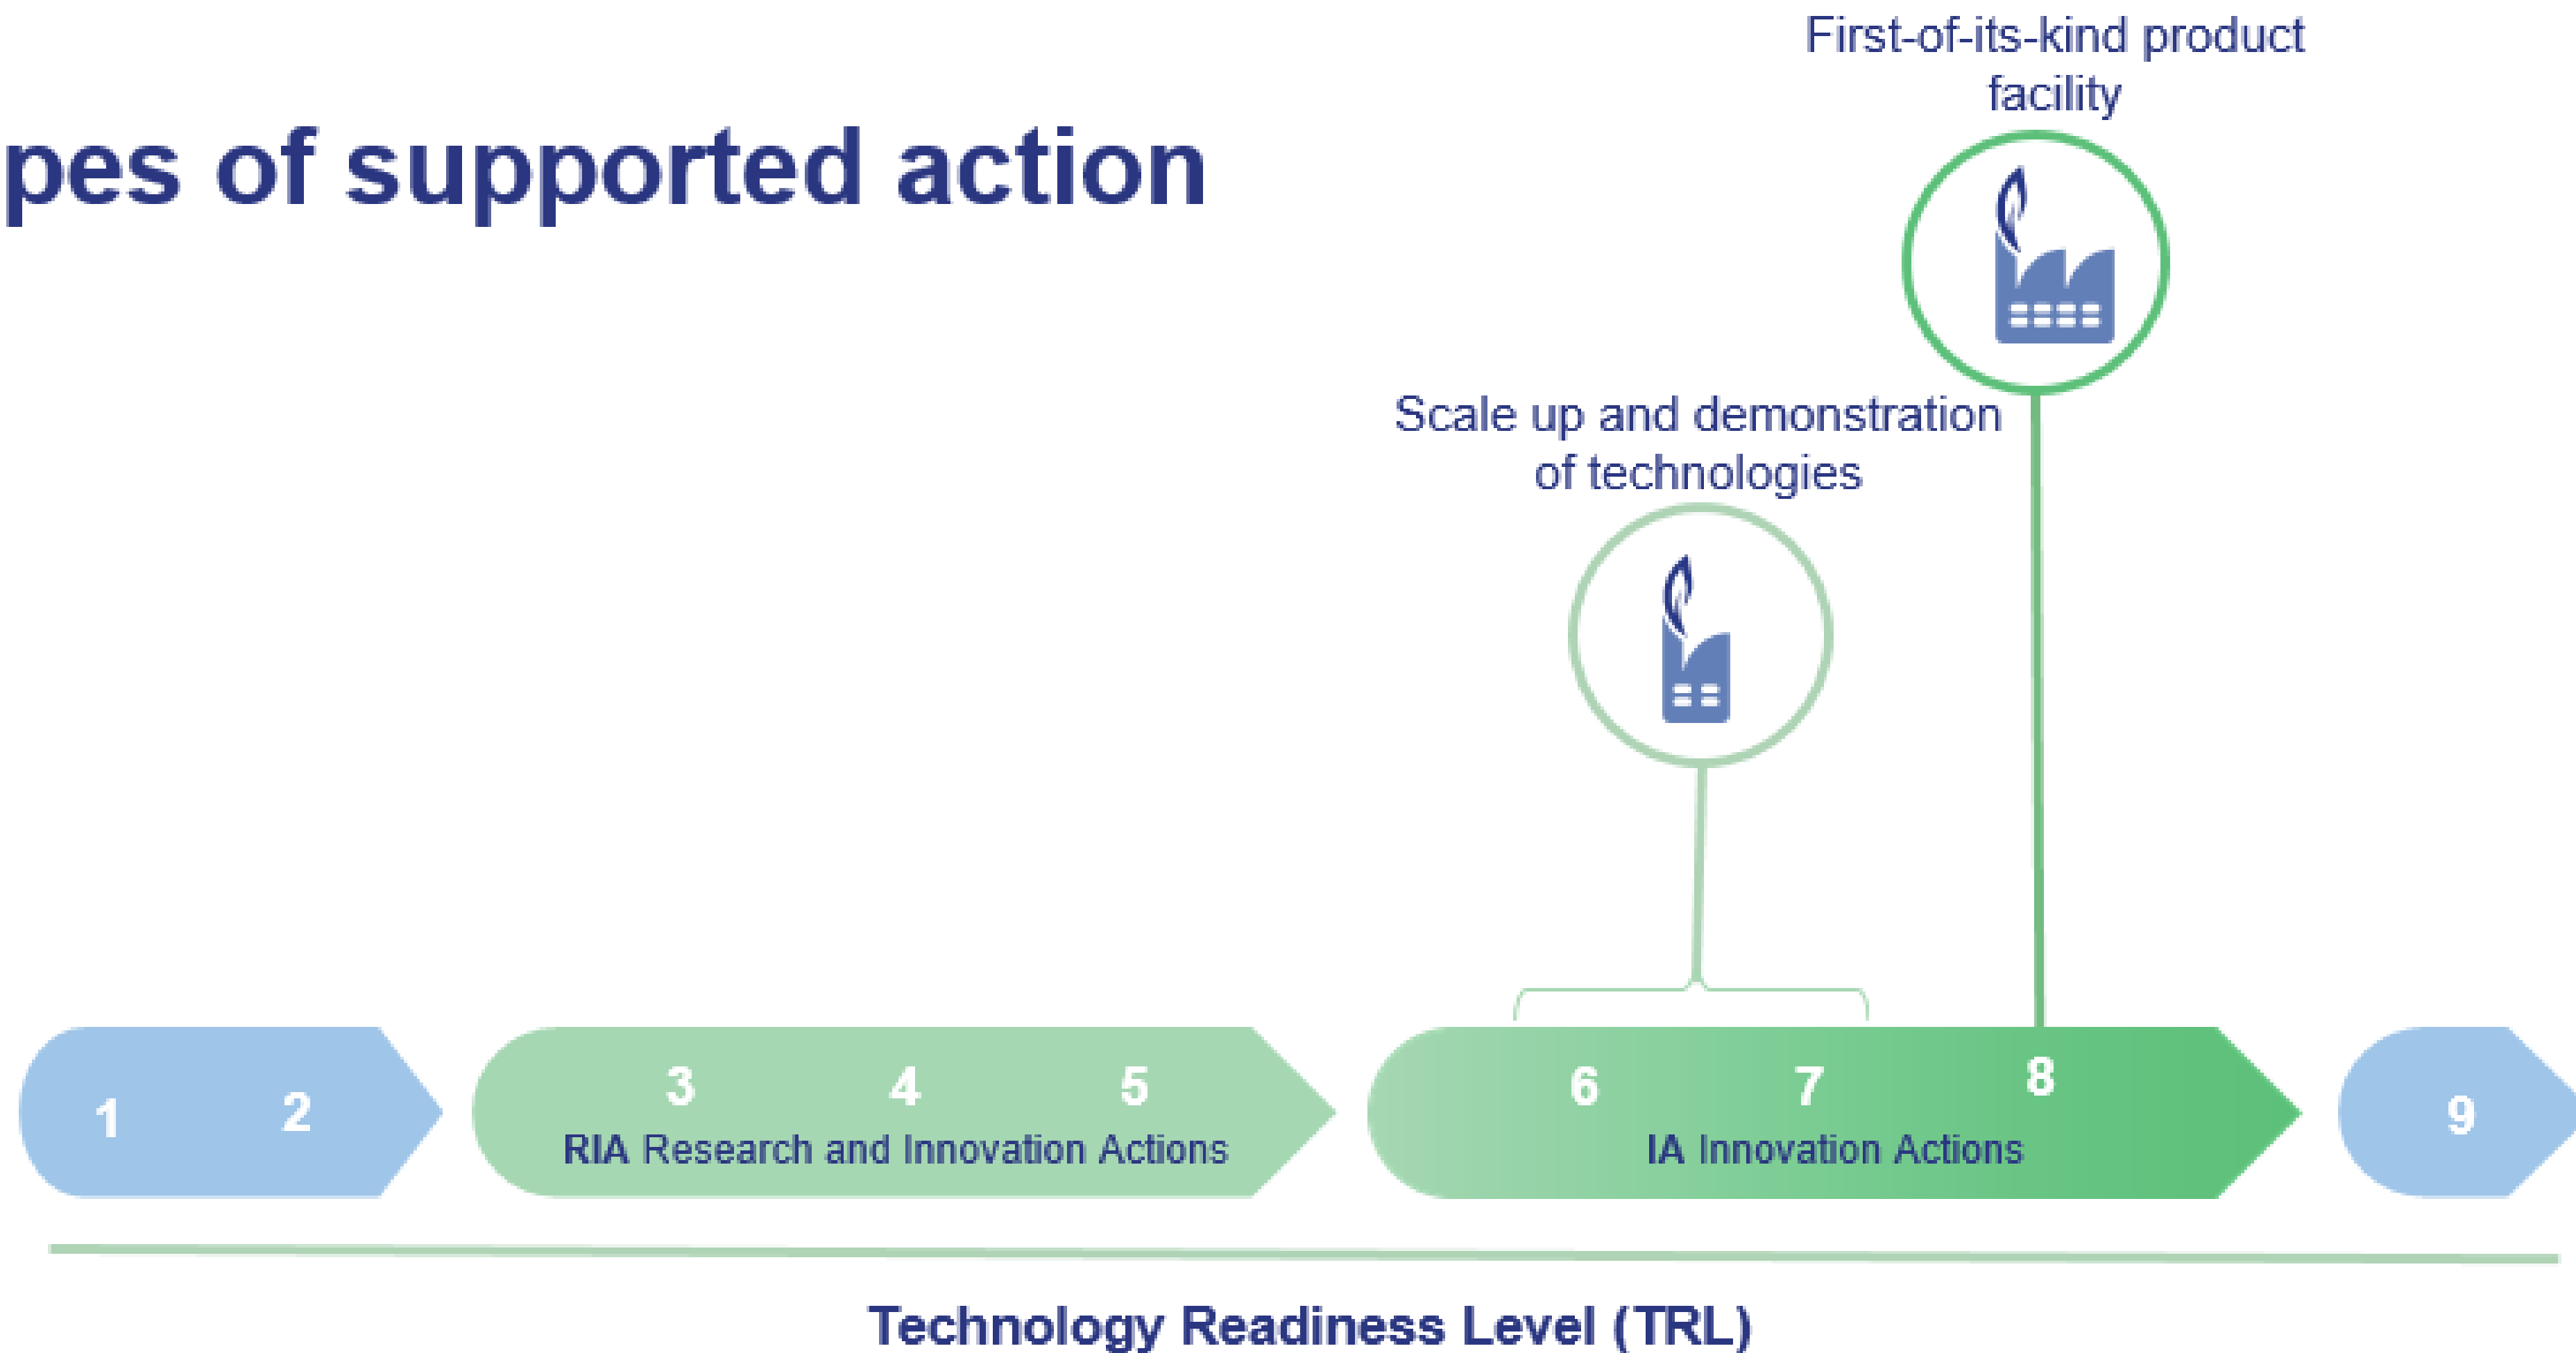 First-of-its-kind product
facility
pes of supported action
Scale up and demonstration
of technologies
1 2 3 4 5 6 7 8 9
RIA Research and Innovation Actions
IA Innovation Actions
Technology Readiness Level (TRL)